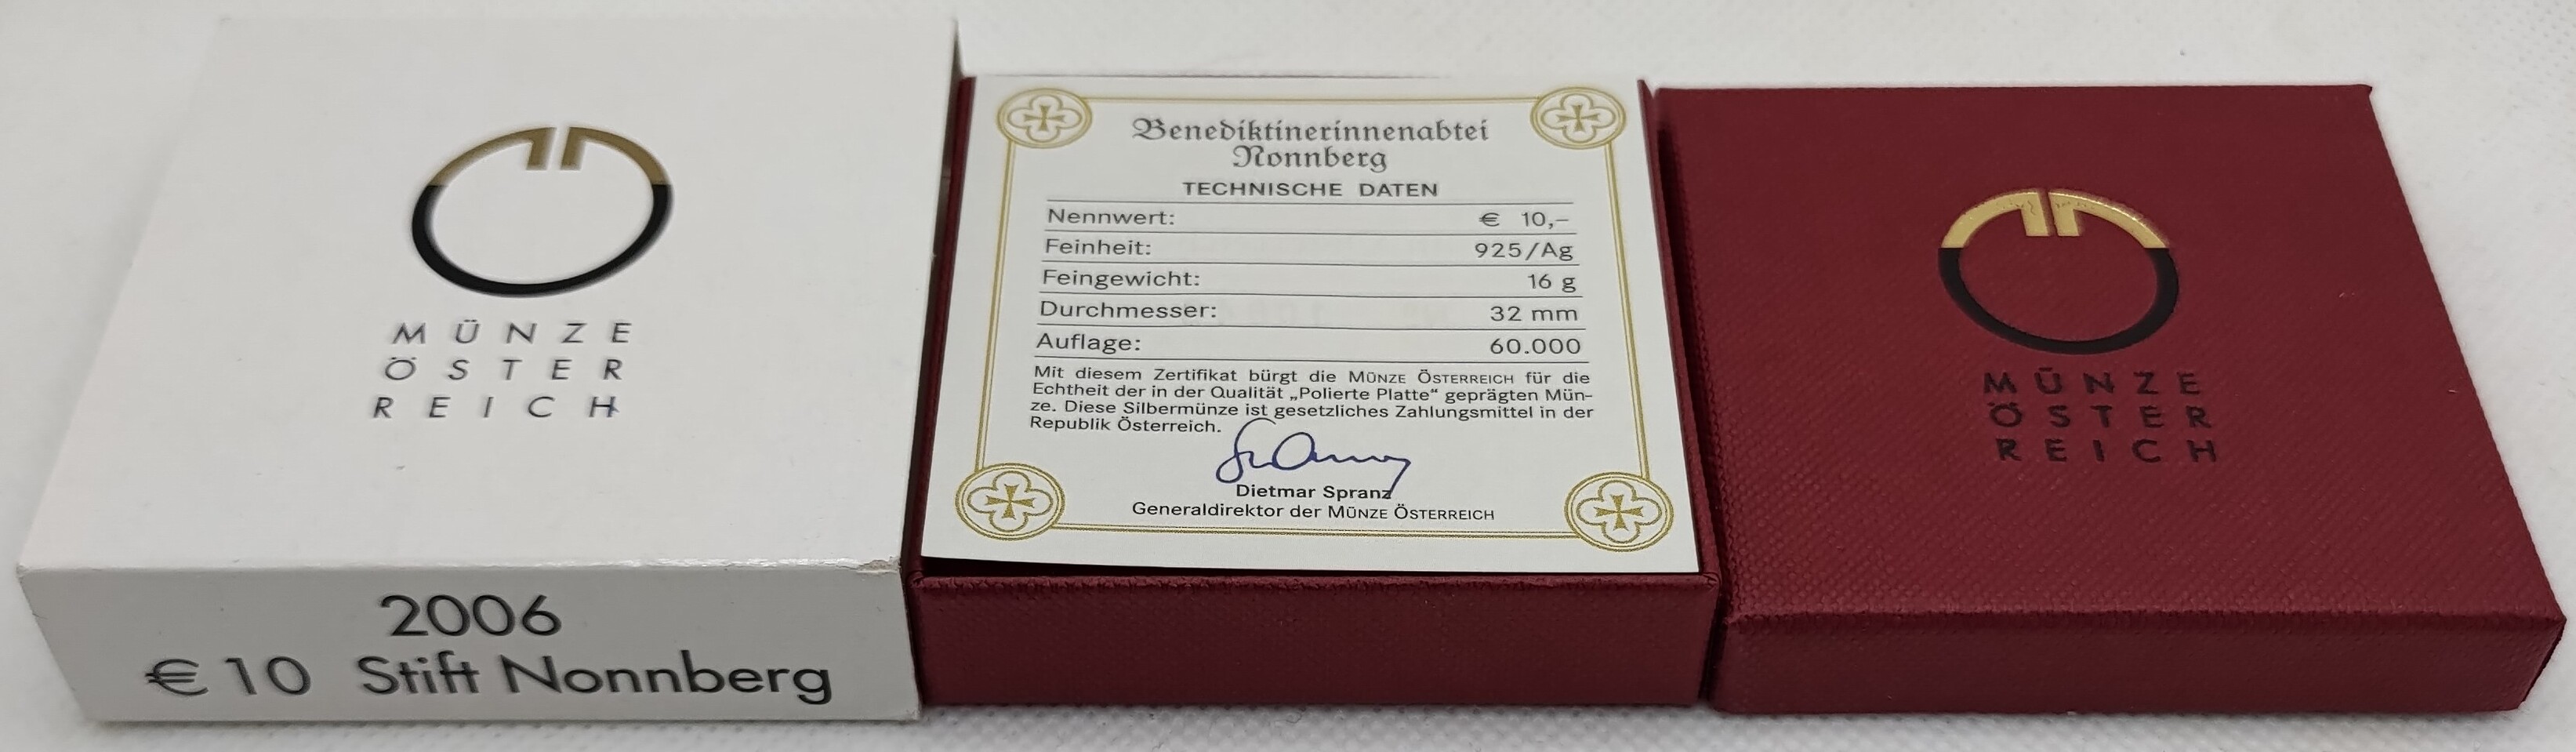 MÜNZE
ÖSTER
REICH
2006
€ 10 Stift Nonnberg
Benediktinerinnenabtei
Nonnberg
TECHNISCHE DATEN
Nennwert: € 10,–
Feinheit: 925/Ag
Feingewicht: 16 g
Durchmesser: 32 mm
Auflage: 60.000
Mit diesem Zertifikat bürgt die MÜNZE ÖSTERREICH für die
Echtheit der in der Qualität „Polierte Platte“ geprägten Mün-
ze. Diese Silbermünze ist gesetzliches Zahlungsmittel in der
Republik Österreich.
Dietmar Spranz
Generaldirektor der MÜNZE ÖSTERREICH
MÜNZE
ÖSTER
REICH